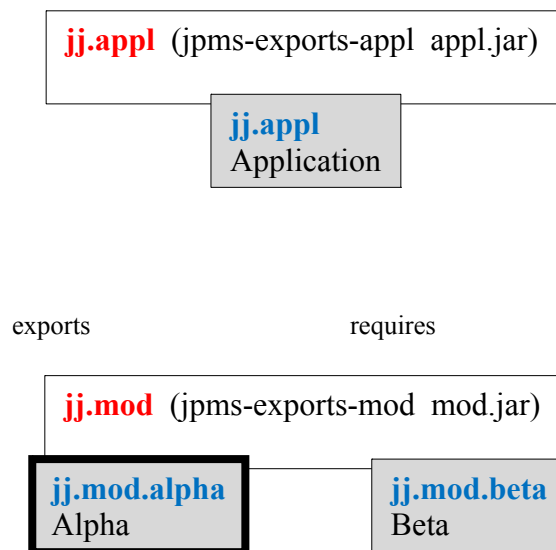 jj.appl (jpms-exports-appl appl.jar)
jj.appl
Application
exports requires
jj.mod (jpms-exports-mod mod.jar)
jj.mod.alpha
Alpha
jj.mod.beta
Beta